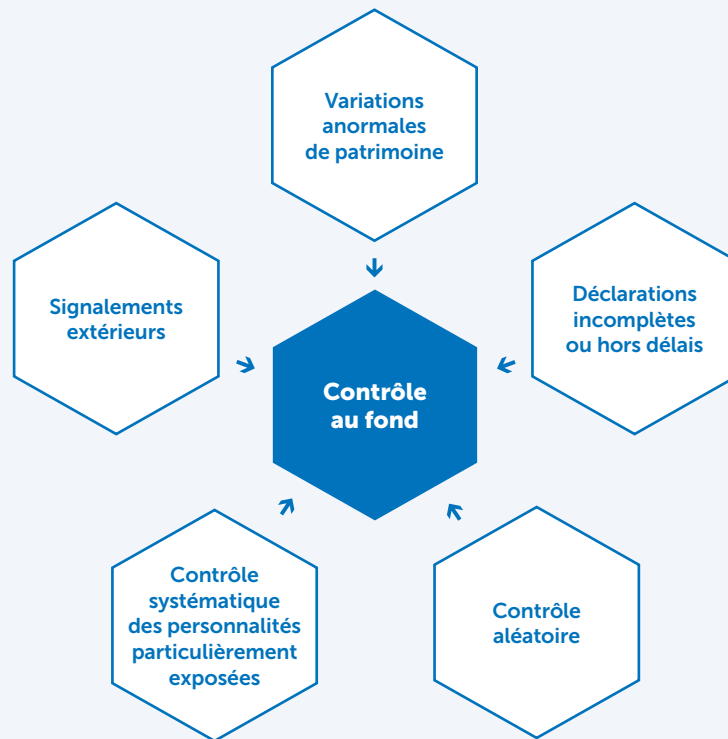 Variations
anormales
de patrimoine
Signalements
extérieurs
Déclarations
incomplètes
ou hors délais
Contrôle
au fond
Contrôle
systématique
des personnalités
particulièrement
exposées
Contrôle
aléatoire